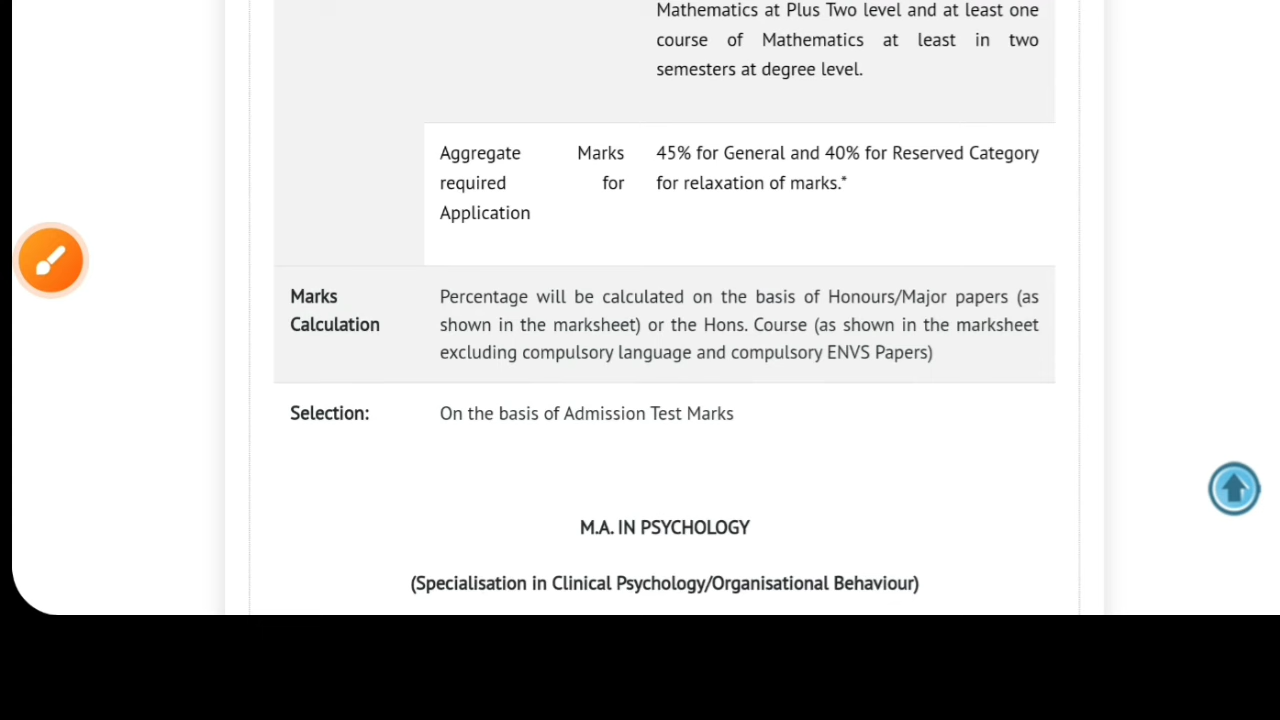 Mathematics at Plus Two level and at least one
course of Mathematics at least in two
semesters at degree level.
Aggregate Marks
required for
Application
45% for General and 40% for Reserved Category
for relaxation of marks.*
Marks
Calculation
Percentage will be calculated on the basis of Honours/Major papers (as
shown in the marksheet) or the Hons. Course (as shown in the marksheet
excluding compulsory language and compulsory ENVS Papers)
Selection:
On the basis of Admission Test Marks
M.A. IN PSYCHOLOGY
(Specialisation in Clinical Psychology/Organisational Behaviour)